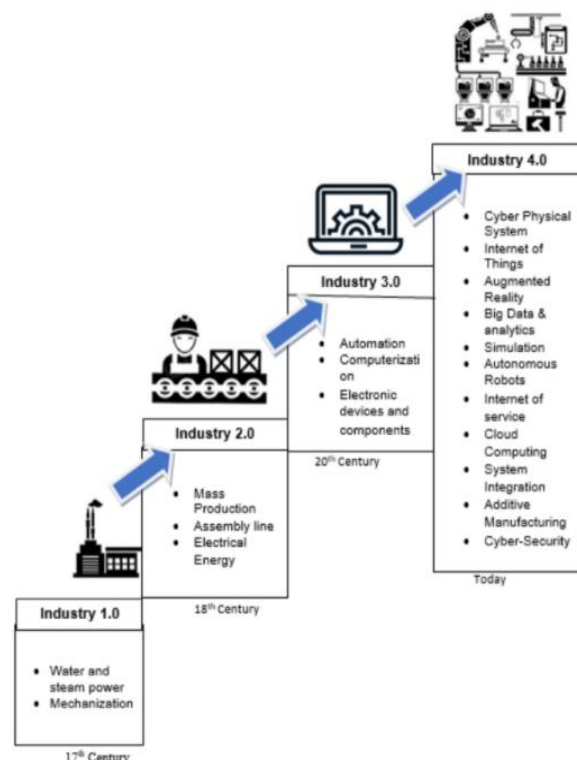 Industry 4.0
• Cyber Physical
System
• Internet of
Things
• Augmented
Reality
• Big Data &
analytics
• Simulation
• Autonomous
Robots
• Internet of
service
• Cloud
Computing
• System
Integration
• Additive
Manufacturing
• Cyber-Security
Today
Industry 3.0
• Automation
• Computerizati
on
• Electronic
devices and
components
20th Century
Industry 2.0
• Mass
Production
• Assembly line
• Electrical
Energy
18th Century
Industry 1.0
• Water and
steam power
• Mechanization
17th Century